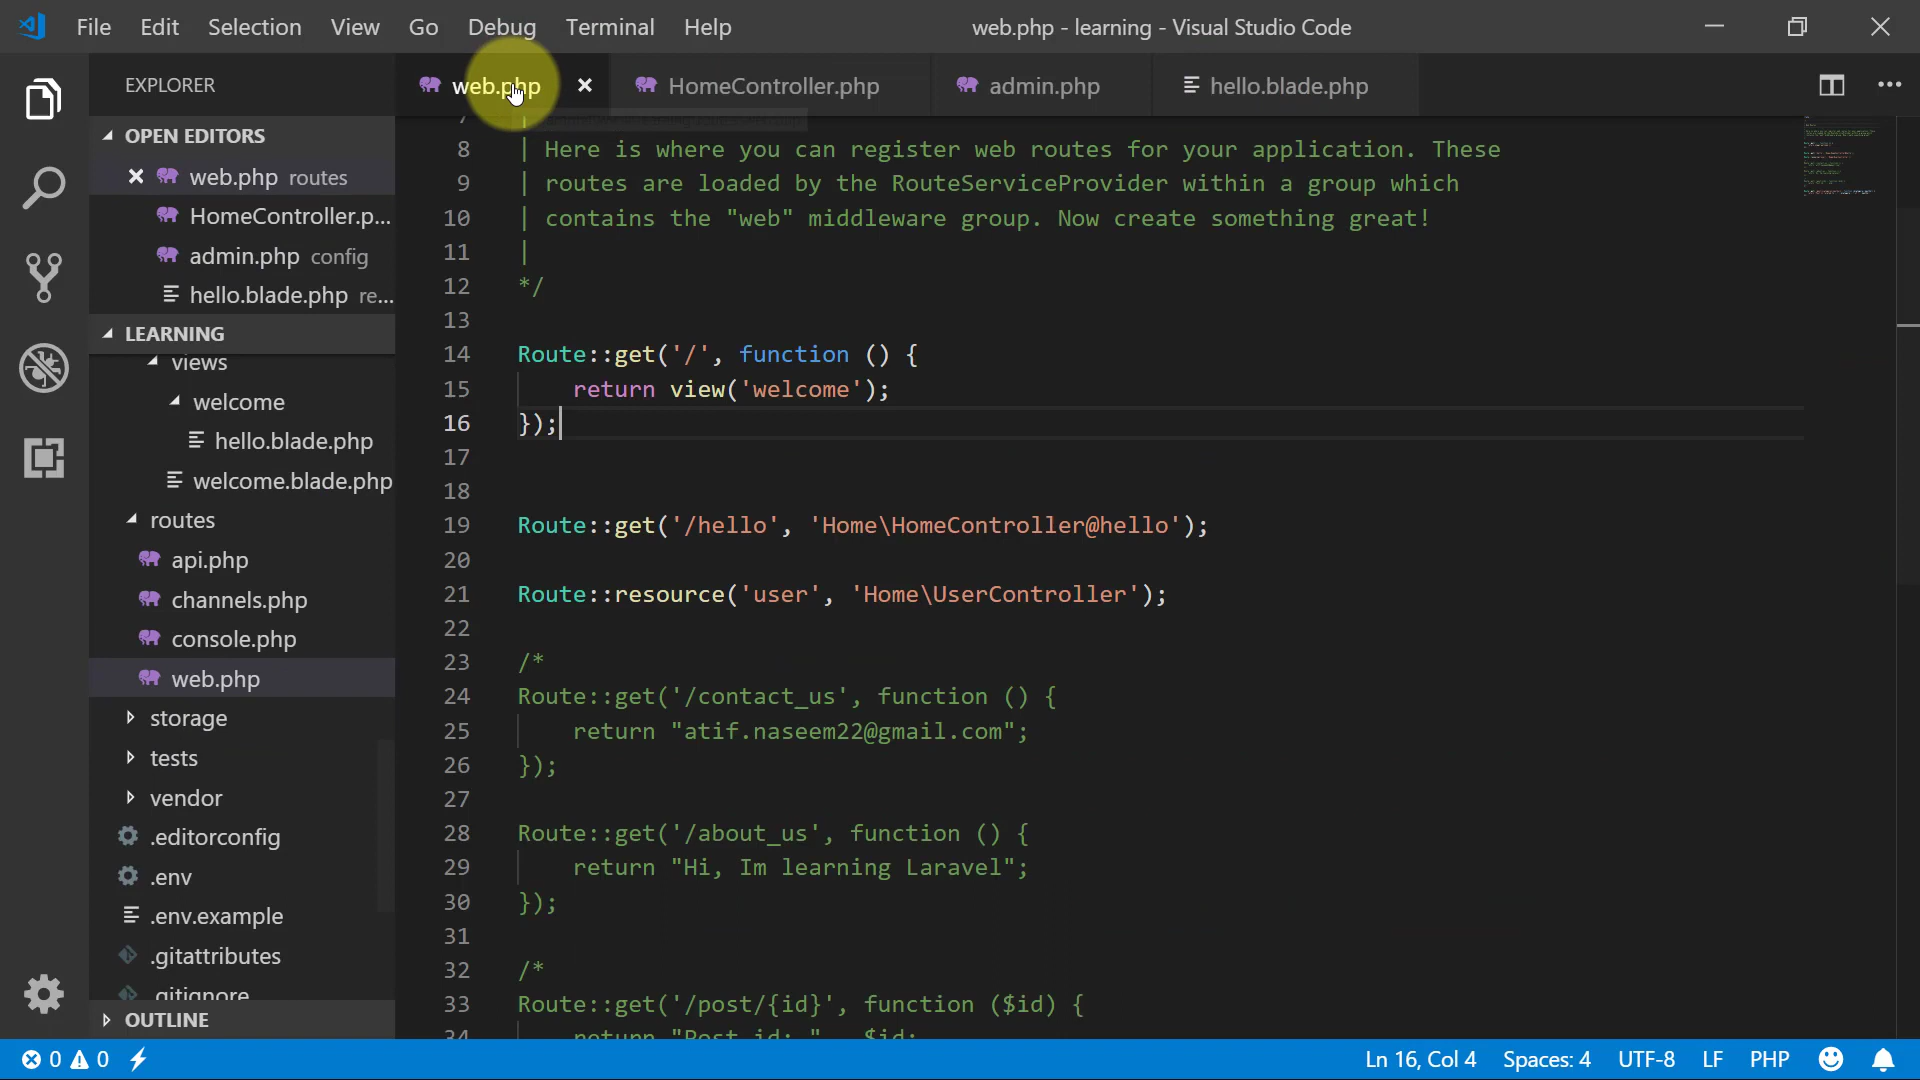 File Edit Selection View Go Debug Terminal Help
web.php - learning - Visual Studio Code
EXPLORER
OPEN EDITORS
web.php routes
HomeController.p...
admin.php config
hello.blade.php re...
LEARNING
views
welcome
hello.blade.php
welcome.blade.php
routes
api.php
channels.php
console.php
web.php
storage
tests
vendor
.editorconfig
.env
.env.example
.gitattributes
.gitignore
OUTLINE
web.php HomeController.php admin.php hello.blade.php
7 |
8 | Here is where you can register web routes for your application. These
9 | routes are loaded by the RouteServiceProvider within a group which
10 | contains the "web" middleware group. Now create something great!
11 |
12 */
13
14 Route::get('/', function () {
15 return view('welcome');
16 });
17
18
19 Route::get('/hello', 'Home\HomeController@hello');
20
21 Route::resource('user', 'Home\UserController');
22
23 /*
24 Route::get('/contact_us', function () {
25 return "atif.naseem22@gmail.com";
26 });
27
28 Route::get('/about_us', function () {
29 return "Hi, Im learning Laravel";
30 });
31
32 /*
33 Route::get('/post/{id}', function ($id) {
34 return "Post id: " . $id;
0 0
Ln 16, Col 4 Spaces: 4 UTF-8 LF PHP